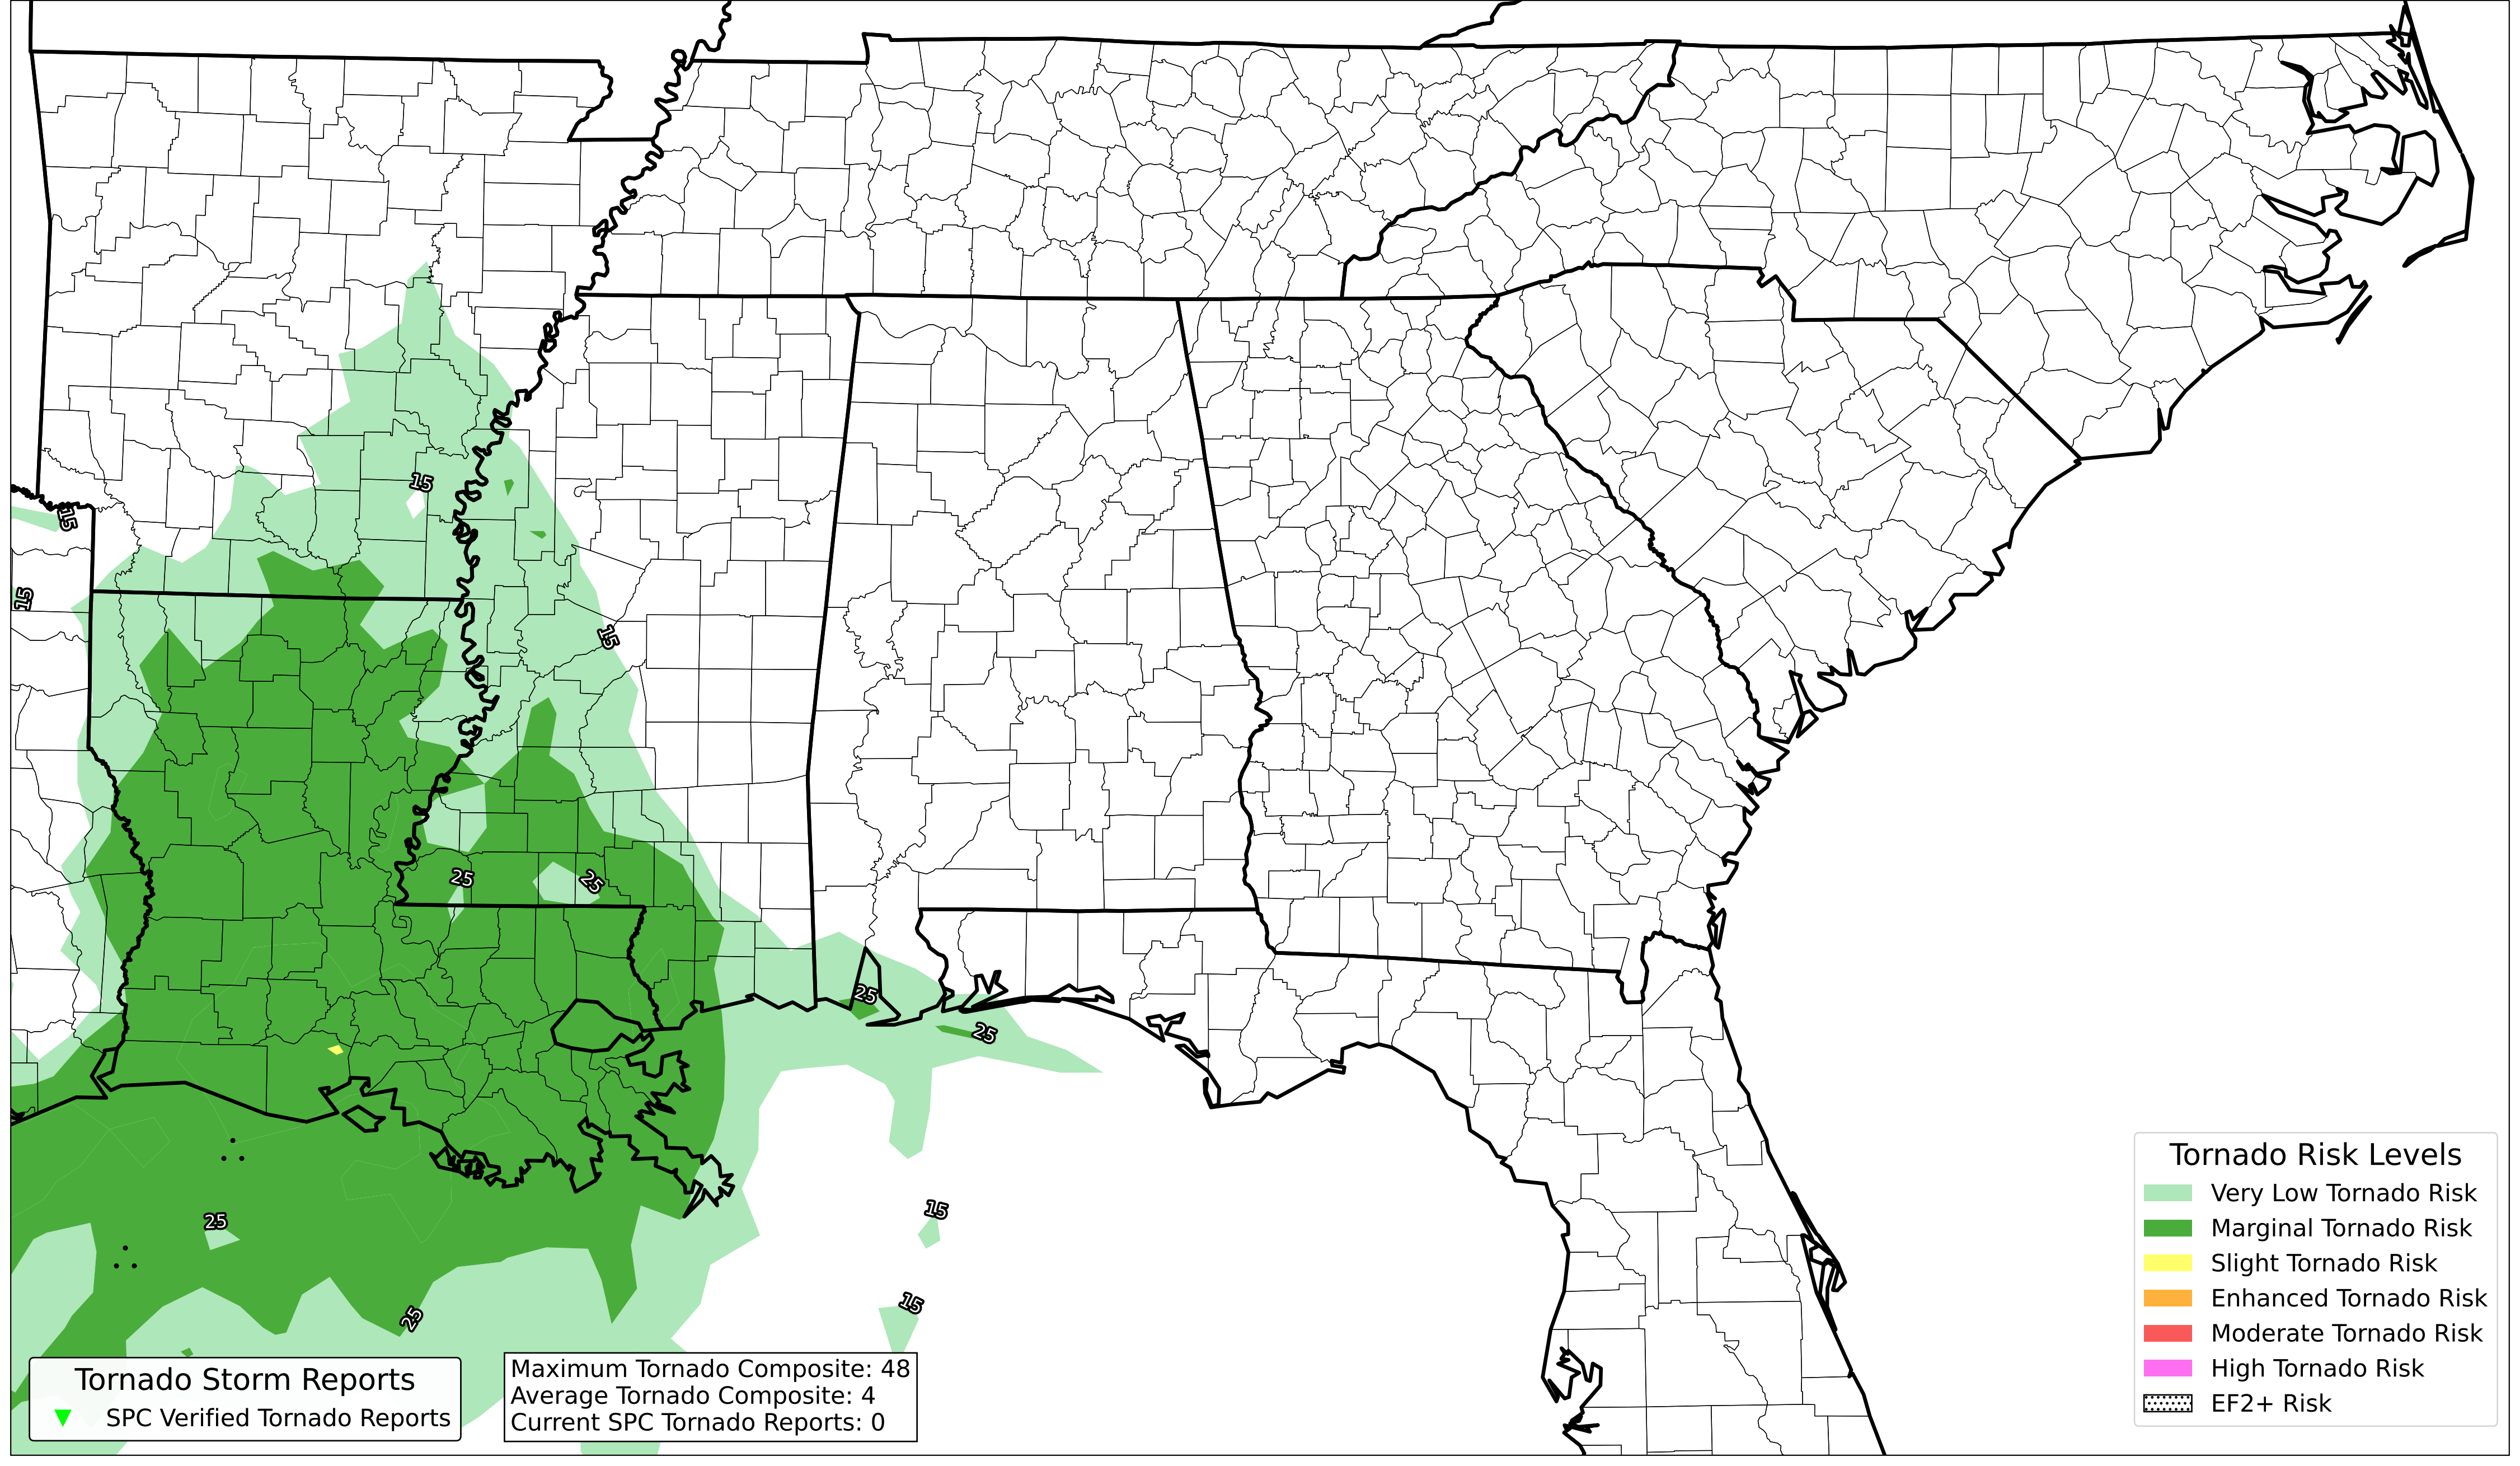 15
15
15
15
25
25
25
25
25
15
15
25
Tornado Storm Reports
SPC Verified Tornado Reports
Maximum Tornado Composite: 48
Average Tornado Composite: 4
Current SPC Tornado Reports: 0
Tornado Risk Levels
Very Low Tornado Risk
Marginal Tornado Risk
Slight Tornado Risk
Enhanced Tornado Risk
Moderate Tornado Risk
High Tornado Risk
EF2+ Risk